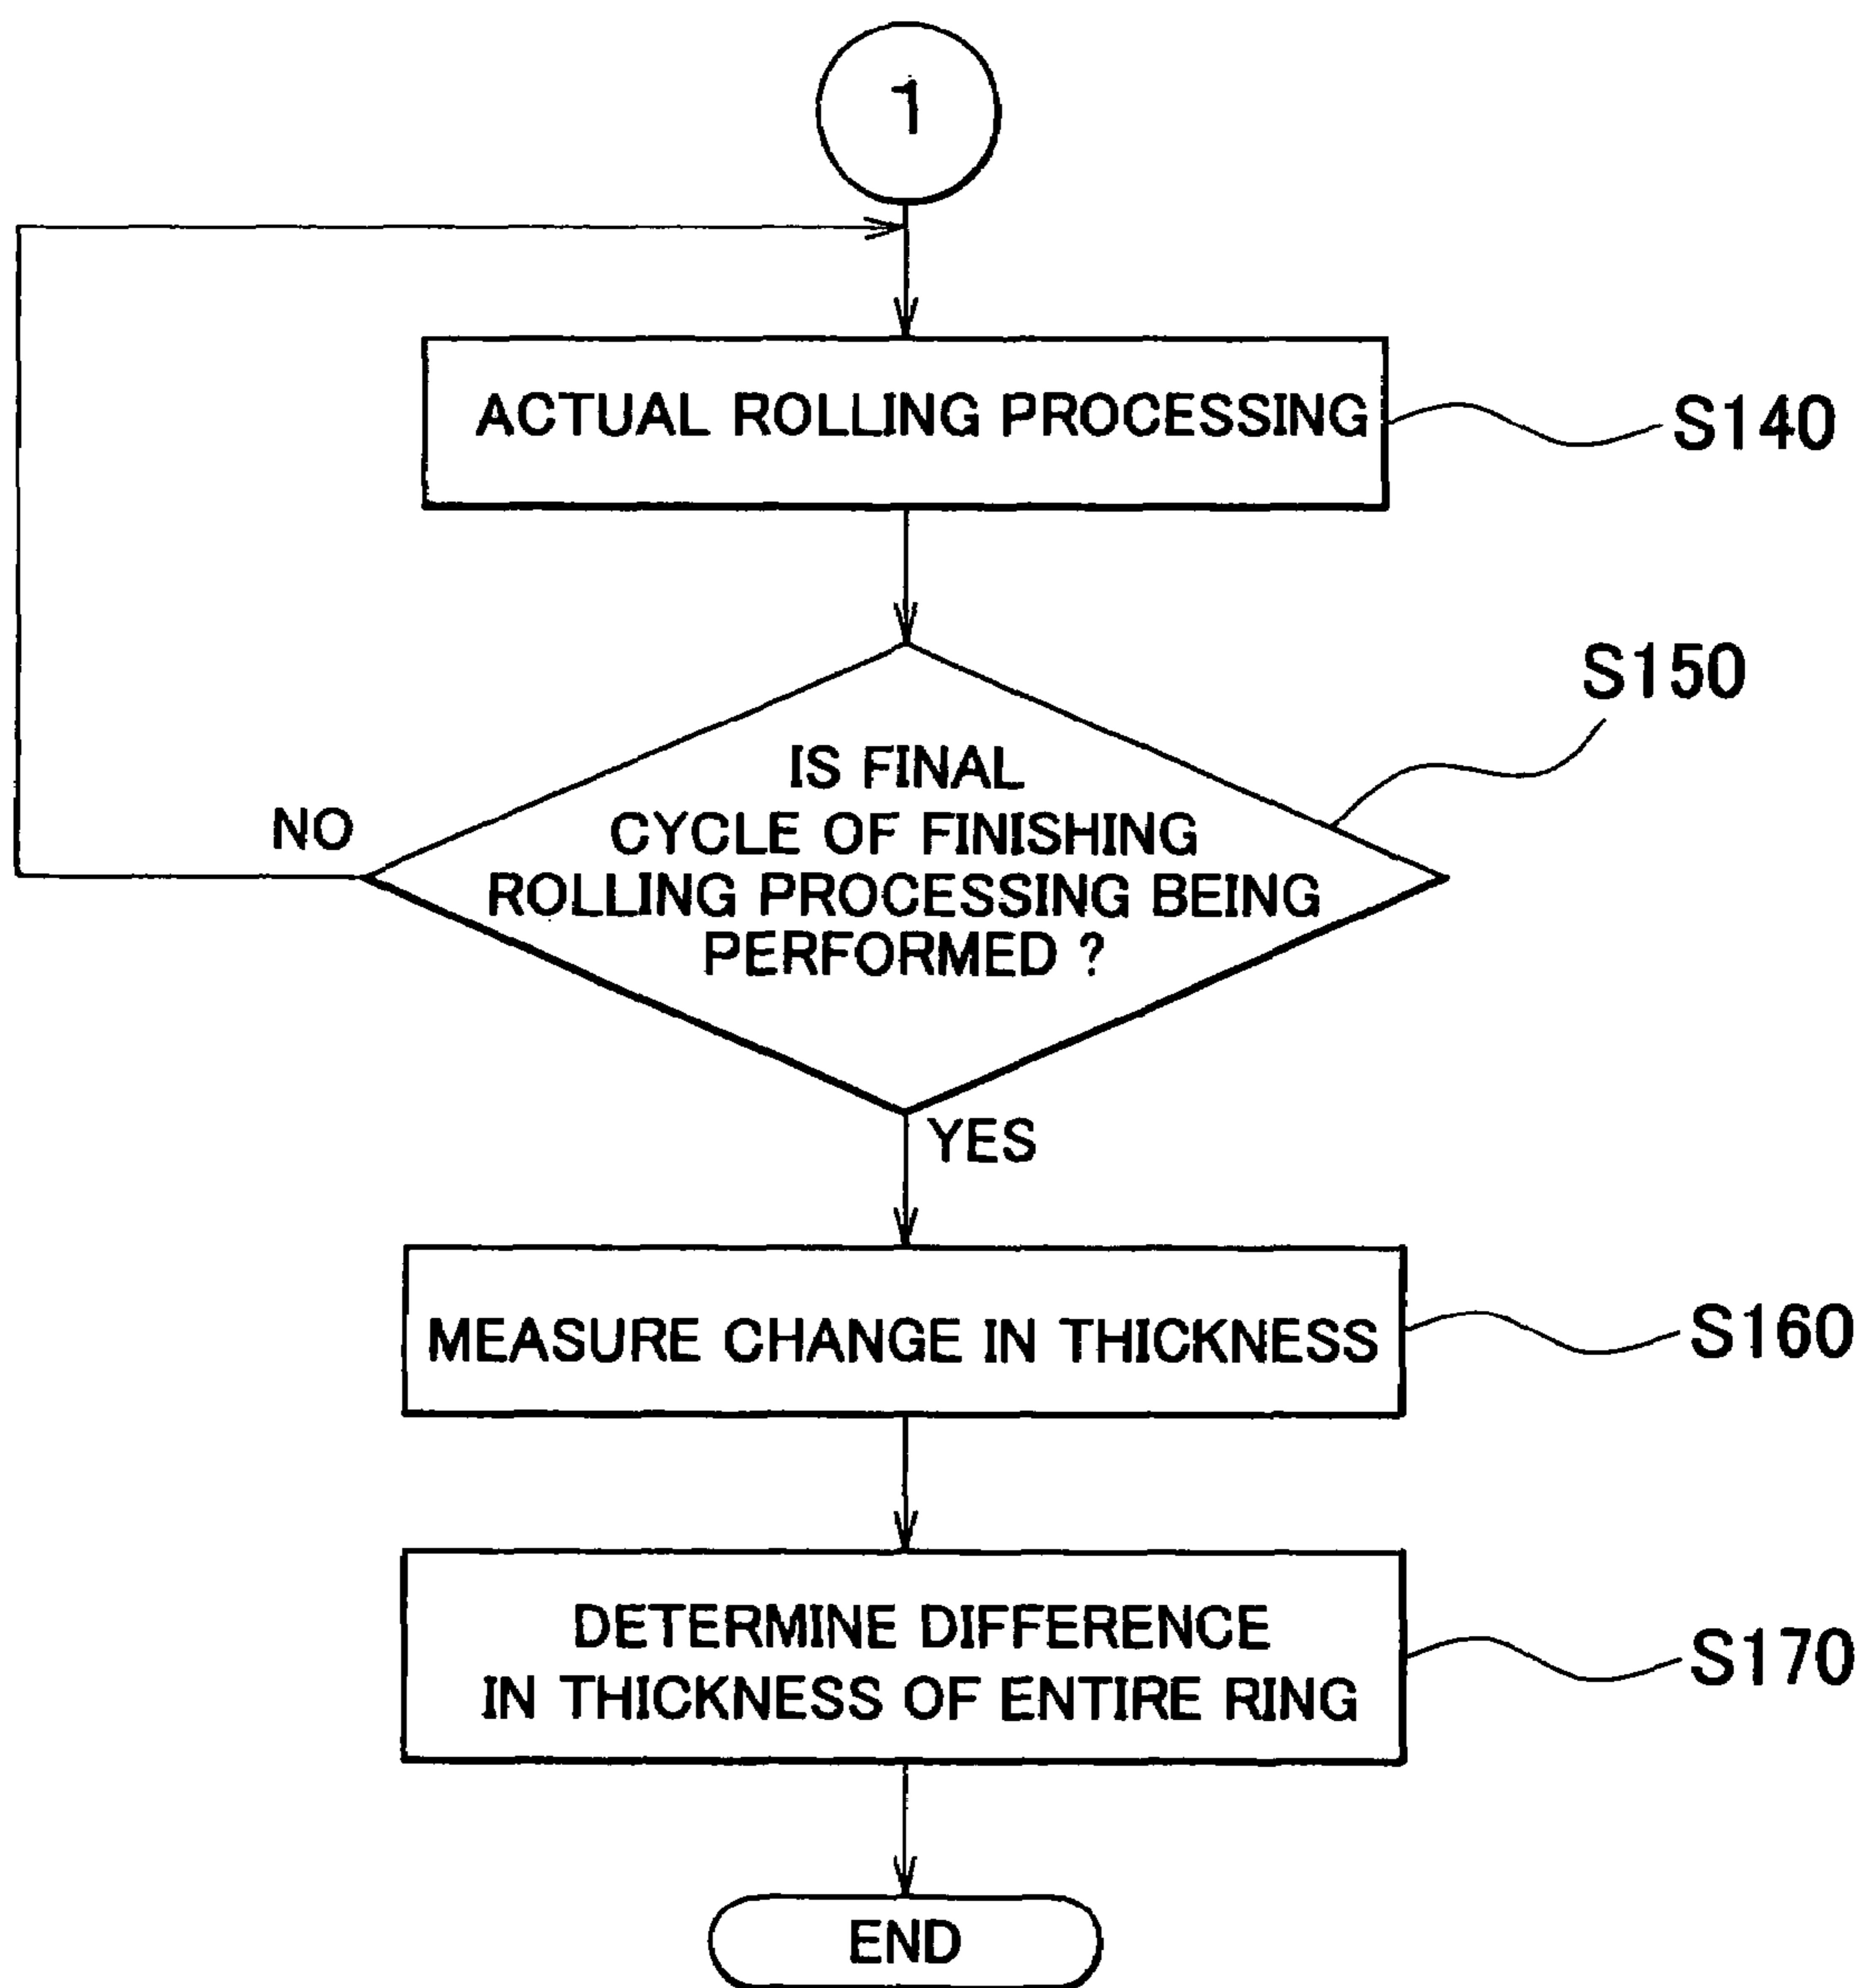 1
ACTUAL ROLLING PROCESSING
S140
S150
IS FINAL
CYCLE OF FINISHING
ROLLING PROCESSING BEING
PERFORMED ?
NO
YES
MEASURE CHANGE IN THICKNESS
S160
DETERMINE DIFFERENCE
IN THICKNESS OF ENTIRE RING
S170
END